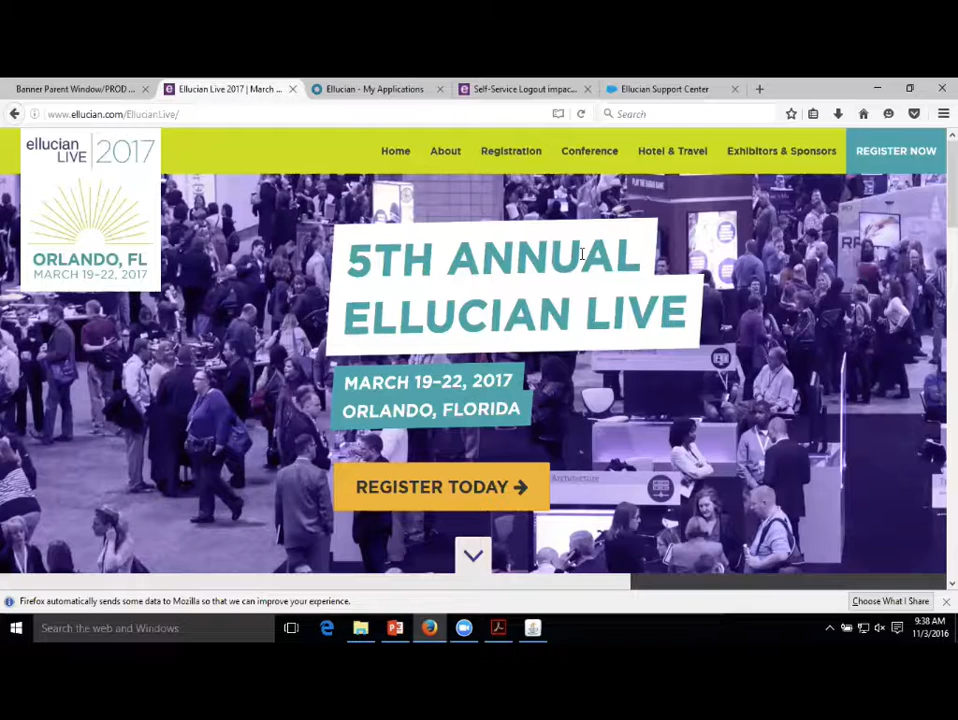 Banner Parent Window/PROD ...
Ellucian Live 2017 | March ...
Ellucian - My Applications
Self-Service Logout impac...
Ellucian Support Center
www.ellucian.com/EllucianLive/
Search
ellucian
LIVE 2017
ORLANDO, FL
MARCH 19-22, 2017
Home
About
Registration
Conference
Hotel & Travel
Exhibitors & Sponsors
REGISTER NOW
5TH ANNUAL
ELLUCIAN LIVE
MARCH 19–22, 2017
ORLANDO, FLORIDA
REGISTER TODAY →
Firefox automatically sends some data to Mozilla so that we can improve your experience.
Choose What I Share
Search the web and Windows
9:38 AM
11/3/2016